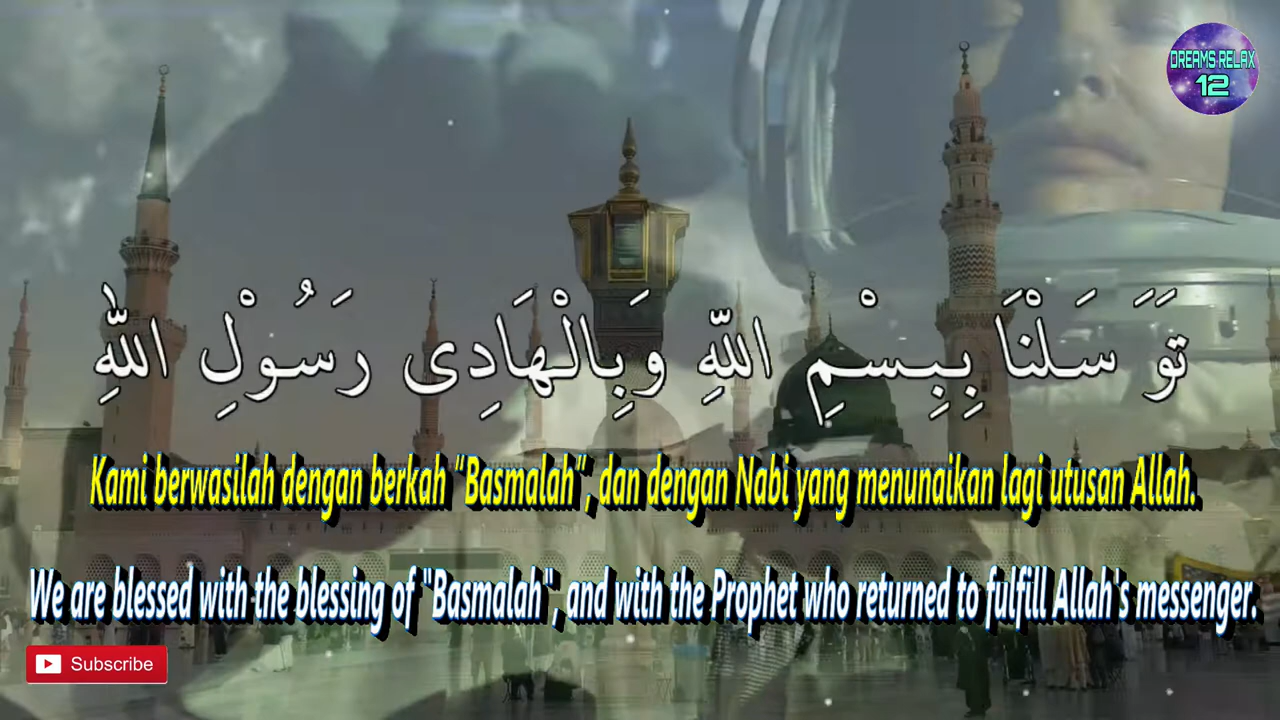 DREAMS RELAX
12
تَوَ سَلْنَا بِبِسْمِ اللّٰهِ وَبِالْهَادِى رَسُوْلِ اللّٰهِ
Kami berwasilah dengan berkah “Basmalah”, dan dengan Nabi yang menunaikan lagi utusan Allah.
We are blessed with the blessing of "Basmalah", and with the Prophet who returned to fulfill Allah's messenger.
Subscribe